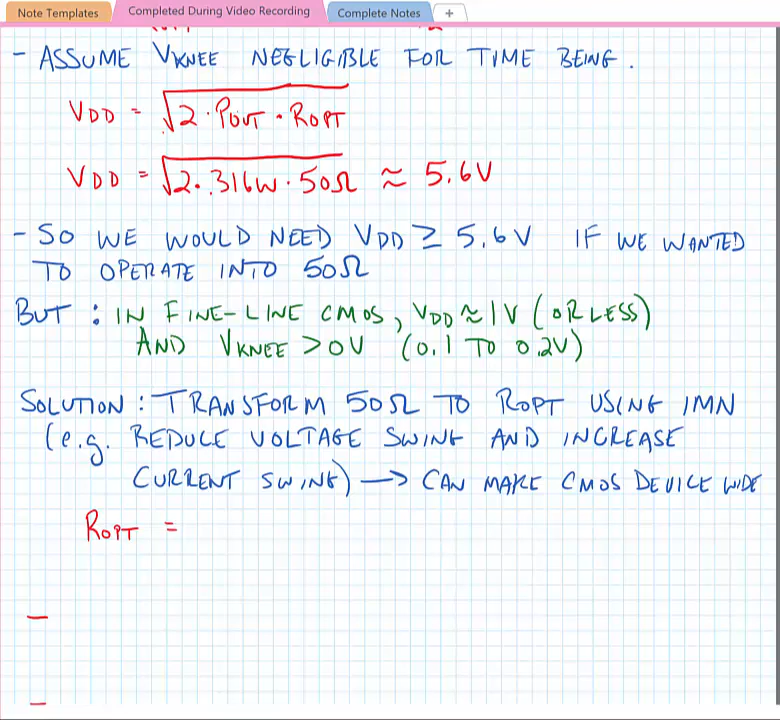 Note Templates Completed During Video Recording Complete Notes +
- ASSUME VKNEE NEGLIGIBLE FOR TIME BEING.
VDD = √2 · POUT · ROPT
VDD = √2 · .316W · 50Ω ≈ 5.6V
- SO WE WOULD NEED VDD ≥ 5.6V IF WE WANTED
TO OPERATE INTO 50Ω
BUT : IN FINE-LINE CMOS, VDD ≈ 1V (OR LESS)
AND VKNEE > 0V (0.1 TO 0.2V)
SOLUTION : TRANSFORM 50Ω TO ROPT USING IMN
(e.g. REDUCE VOLTAGE SWING AND INCREASE
CURRENT SWING) → CAN MAKE CMOS DEVICE WIDE
ROPT =